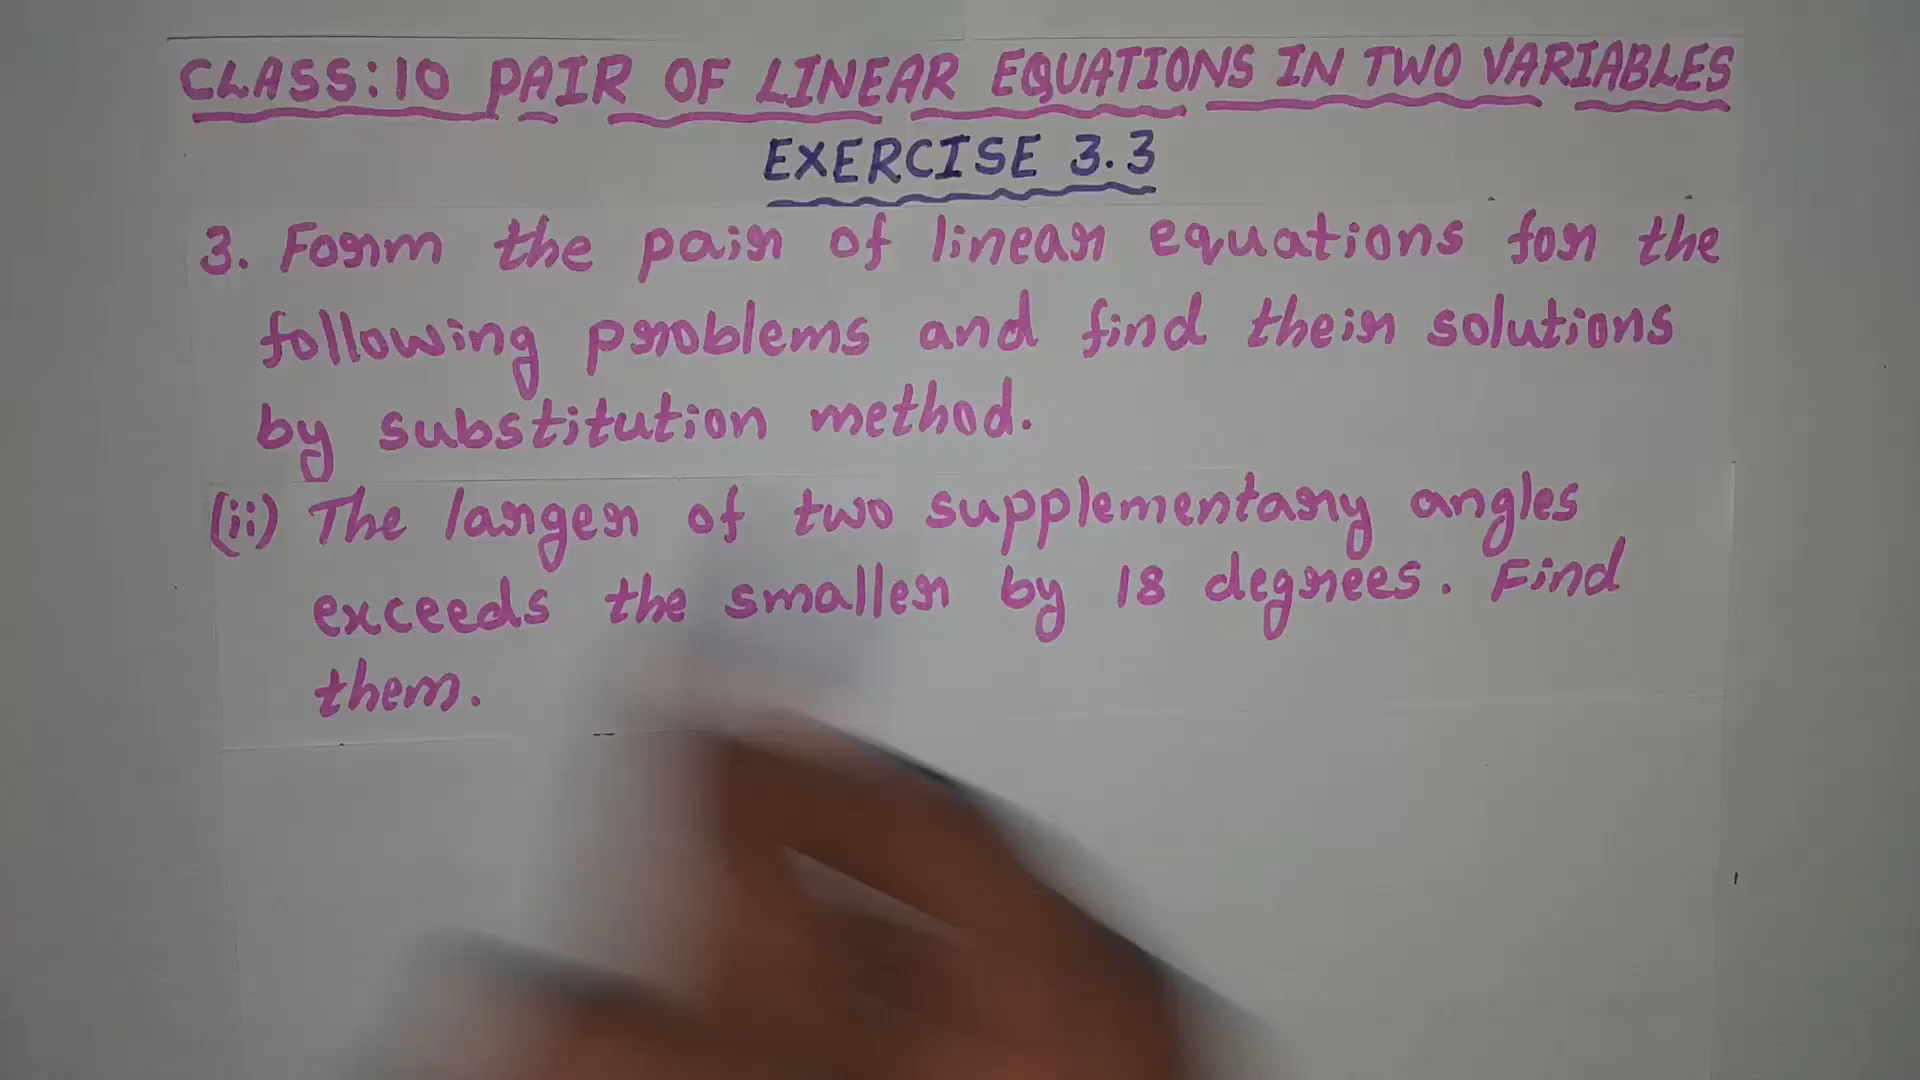 CLASS:10 PAIR OF LINEAR EQUATIONS IN TWO VARIABLES
EXERCISE 3.3
3. Form the pair of linear equations for the
following problems and find their solutions
by substitution method.
(ii) The larger of two supplementary angles
exceeds the smaller by 18 degrees. Find
them.